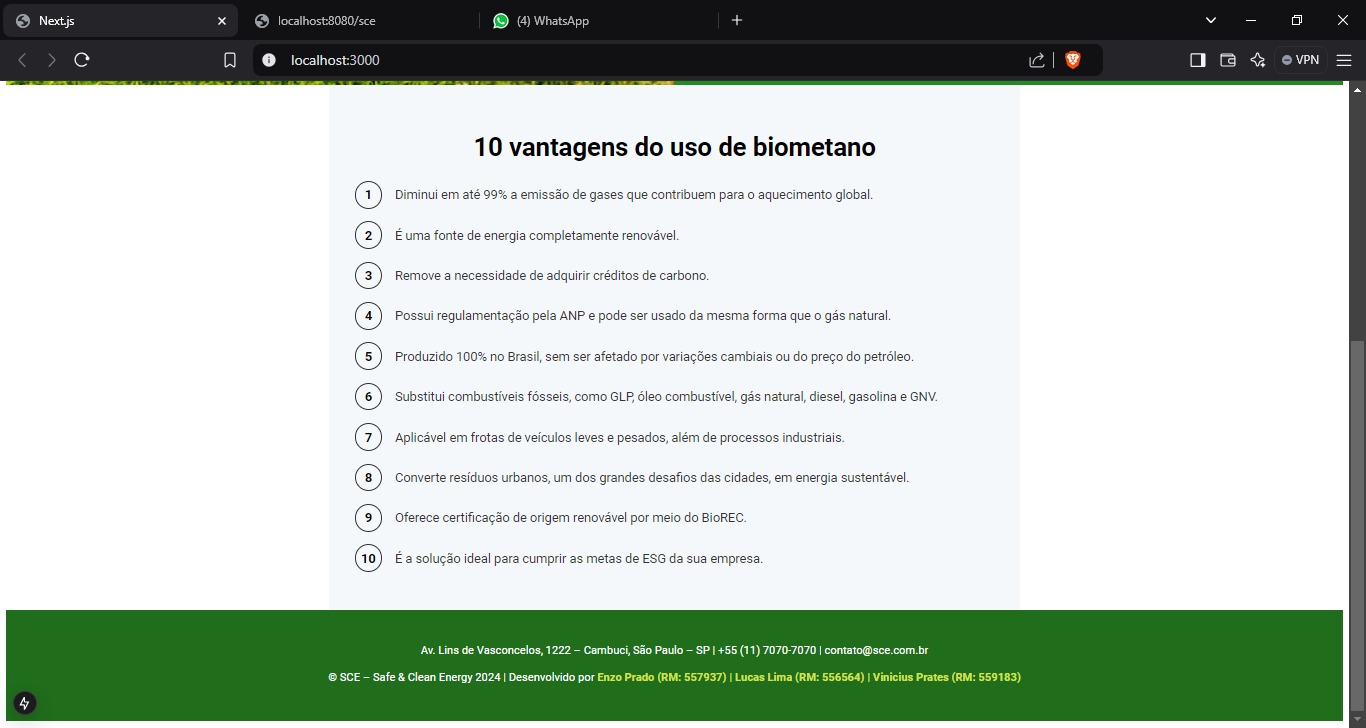 Next.js
localhost:8080/sce
(4) WhatsApp
localhost:3000
VPN
10 vantagens do uso de biometano
1 Diminui em até 99% a emissão de gases que contribuem para o aquecimento global.
2 É uma fonte de energia completamente renovável.
3 Remove a necessidade de adquirir créditos de carbono.
4 Possui regulamentação pela ANP e pode ser usado da mesma forma que o gás natural.
5 Produzido 100% no Brasil, sem ser afetado por variações cambiais ou do preço do petróleo.
6 Substitui combustíveis fósseis, como GLP, óleo combustível, gás natural, diesel, gasolina e GNV.
7 Aplicável em frotas de veículos leves e pesados, além de processos industriais.
8 Converte resíduos urbanos, um dos grandes desafios das cidades, em energia sustentável.
9 Oferece certificação de origem renovável por meio do BioREC.
10 É a solução ideal para cumprir as metas de ESG da sua empresa.
Av. Lins de Vasconcelos, 1222 – Cambuci, São Paulo – SP | +55 (11) 7070-7070 | contato@sce.com.br
© SCE – Safe & Clean Energy 2024 | Desenvolvido por Enzo Prado (RM: 557937) | Lucas Lima (RM: 556564) | Vinicius Prates (RM: 559183)